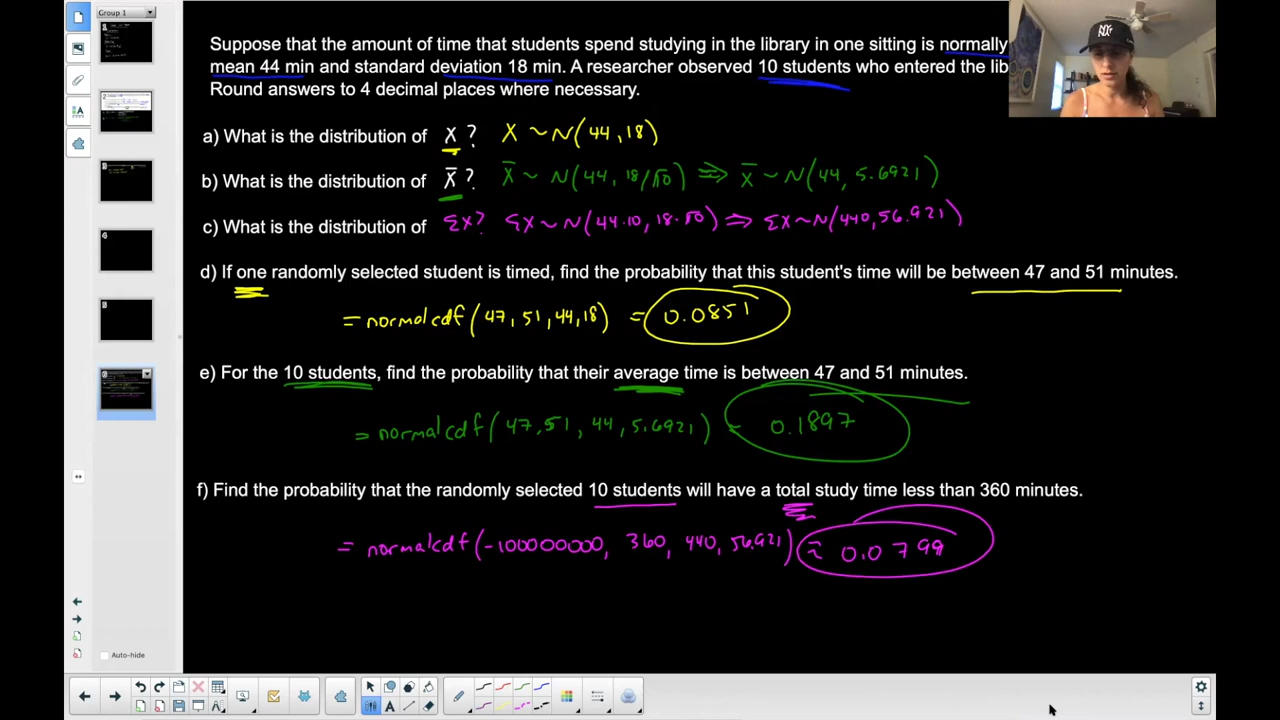 Group 1
Suppose that the amount of time that students spend studying in the library in one sitting is normally
mean 44 min and standard deviation 18 min. A researcher observed 10 students who entered the lib
Round answers to 4 decimal places where necessary.
a) What is the distribution of X? X ~ N(44,18)
b) What is the distribution of X̄? X̄ ~ N(44, 18/√10) => X̄ ~ N(44, 5.6921)
c) What is the distribution of ΣX? ΣX ~ N(44·10, 18·√10) => ΣX ~ N(440, 56.921)
d) If one randomly selected student is timed, find the probability that this student's time will be between 47 and 51 minutes.
= normalcdf(47, 51, 44, 18) = 0.0851
e) For the 10 students, find the probability that their average time is between 47 and 51 minutes.
= normalcdf(47, 51, 44, 5.6921) = 0.1897
f) Find the probability that the randomly selected 10 students will have a total study time less than 360 minutes.
= normalcdf(-100000000, 360, 440, 56.921) = 0.0799
Auto-hide